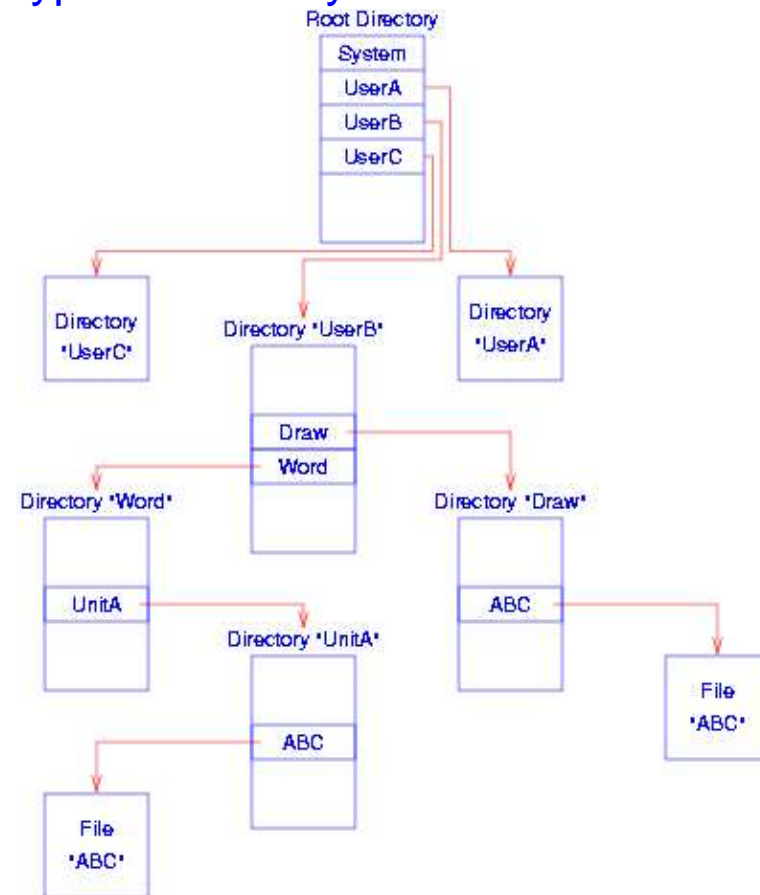 Root Directory
System
UserA
UserB
UserC
Directory
"UserC"
Directory "UserB"
Directory
"UserA"
Draw
Word
Directory "Word"
Directory "Draw"
UnitA
ABC
Directory "UnitA"
File
"ABC"
ABC
File
"ABC"